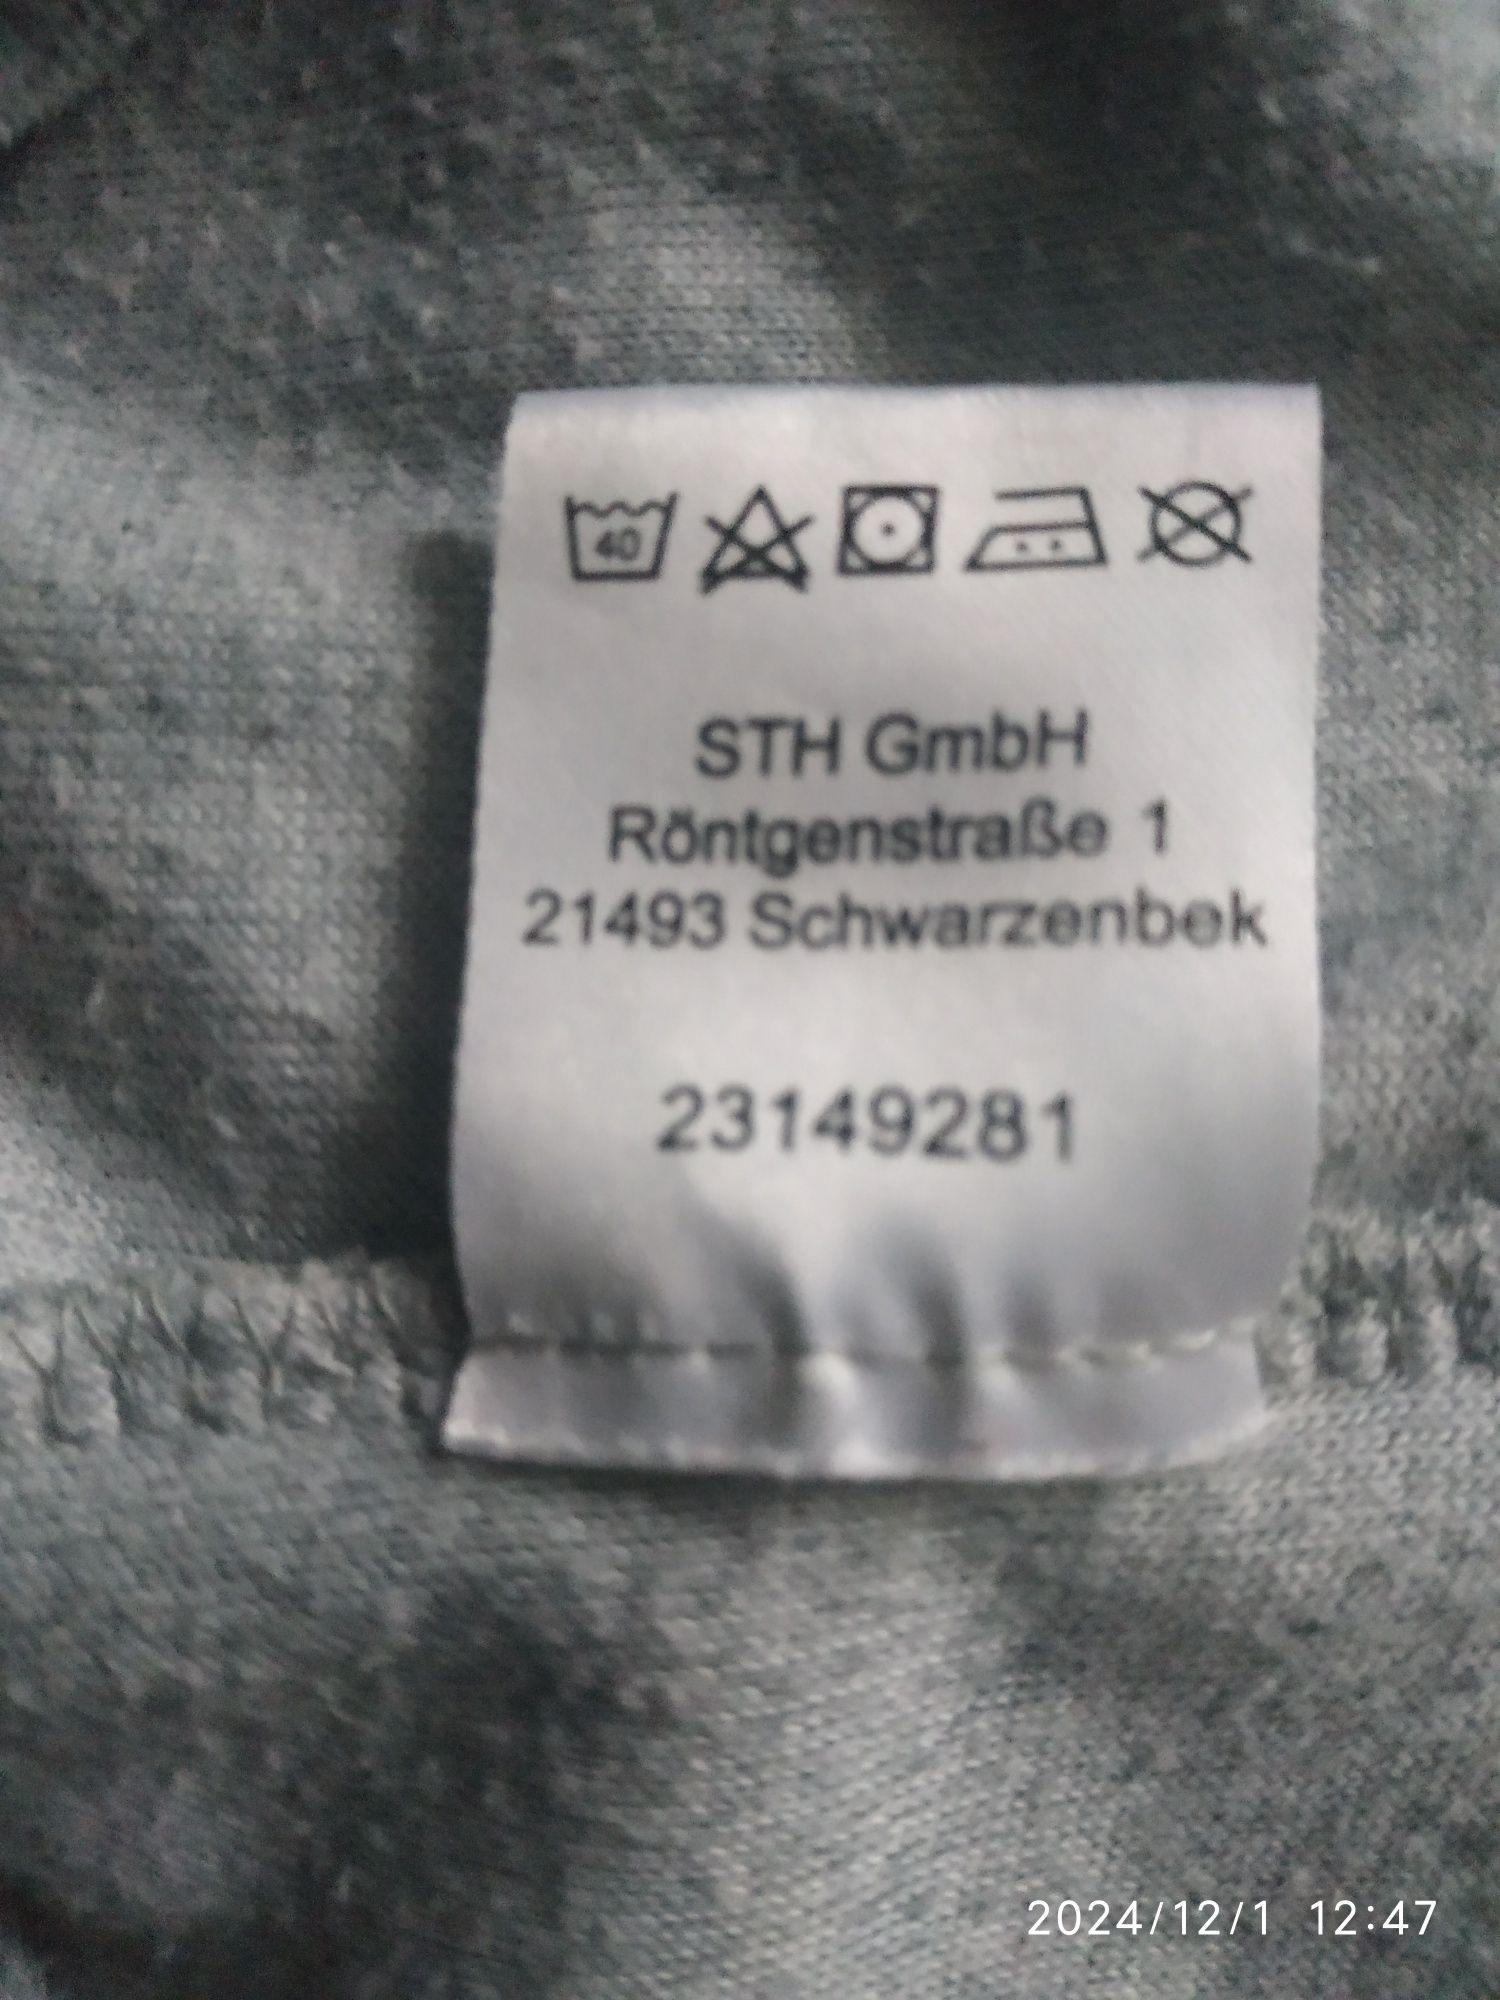 40
STH GmbH
Röntgenstraße 1
21493 Schwarzenbek
23149281
2024/12/1 12:47